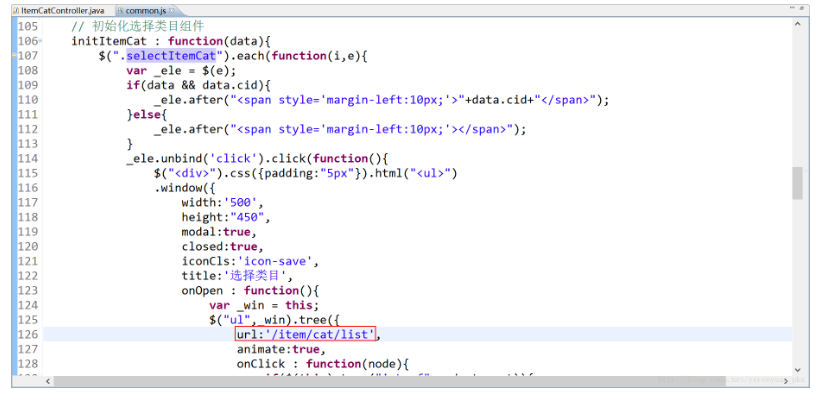 ItemCatController.java common.js
105 // 初始化选择类目组件
106 initItemCat : function(data){
107 $(".selectItemCat").each(function(i,e){
108 var _ele = $(e);
109 if(data && data.cid){
110 _ele.after("<span style='margin-left:10px;'>"+data.cid+"</span>");
111 }else{
112 _ele.after("<span style='margin-left:10px;'></span>");
113 }
114 _ele.unbind('click').click(function(){
115 $("<div>").css({padding:"5px"}).html("<ul>")
116 .window({
117 width:'500',
118 height:"450",
119 modal:true,
120 closed:true,
121 iconCls:'icon-save',
122 title:'选择类目',
123 onOpen : function(){
124 var _win = this;
125 $("ul",_win).tree({
126 url:'/item/cat/list',
127 animate:true,
128 onClick : function(node){